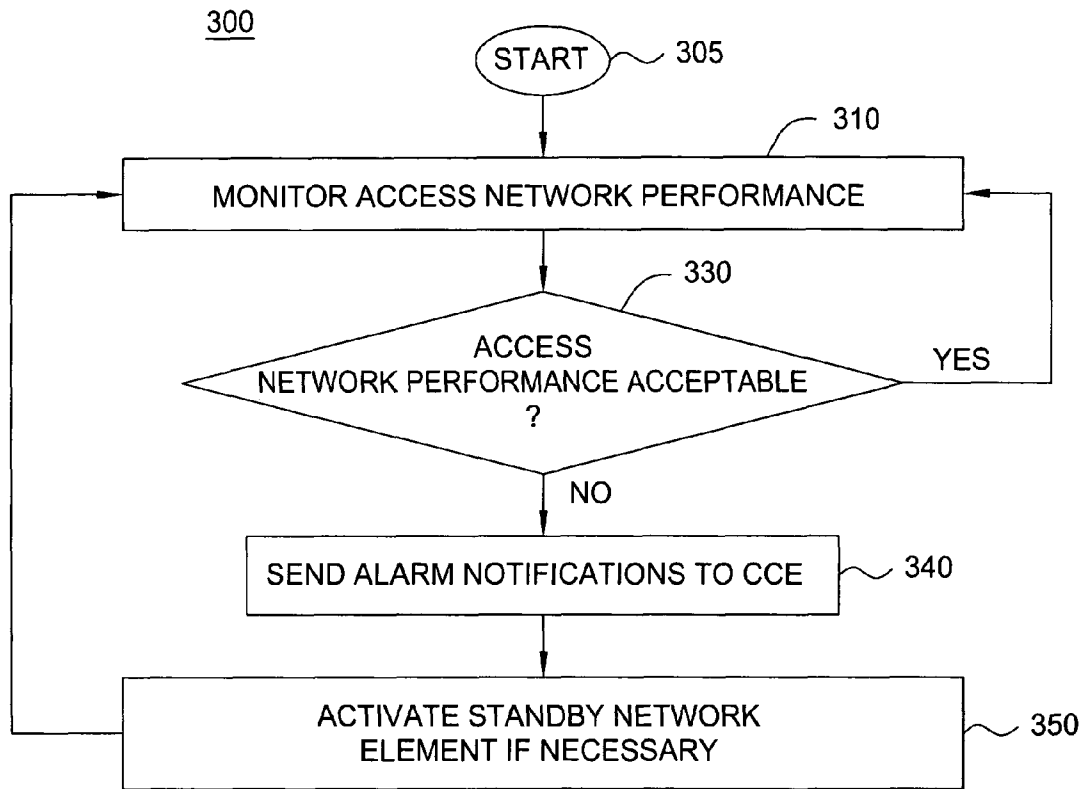 300
START
305
310
MONITOR ACCESS NETWORK PERFORMANCE
330
ACCESS
NETWORK PERFORMANCE ACCEPTABLE
?
YES
NO
SEND ALARM NOTIFICATIONS TO CCE
340
ACTIVATE STANDBY NETWORK
ELEMENT IF NECESSARY
350